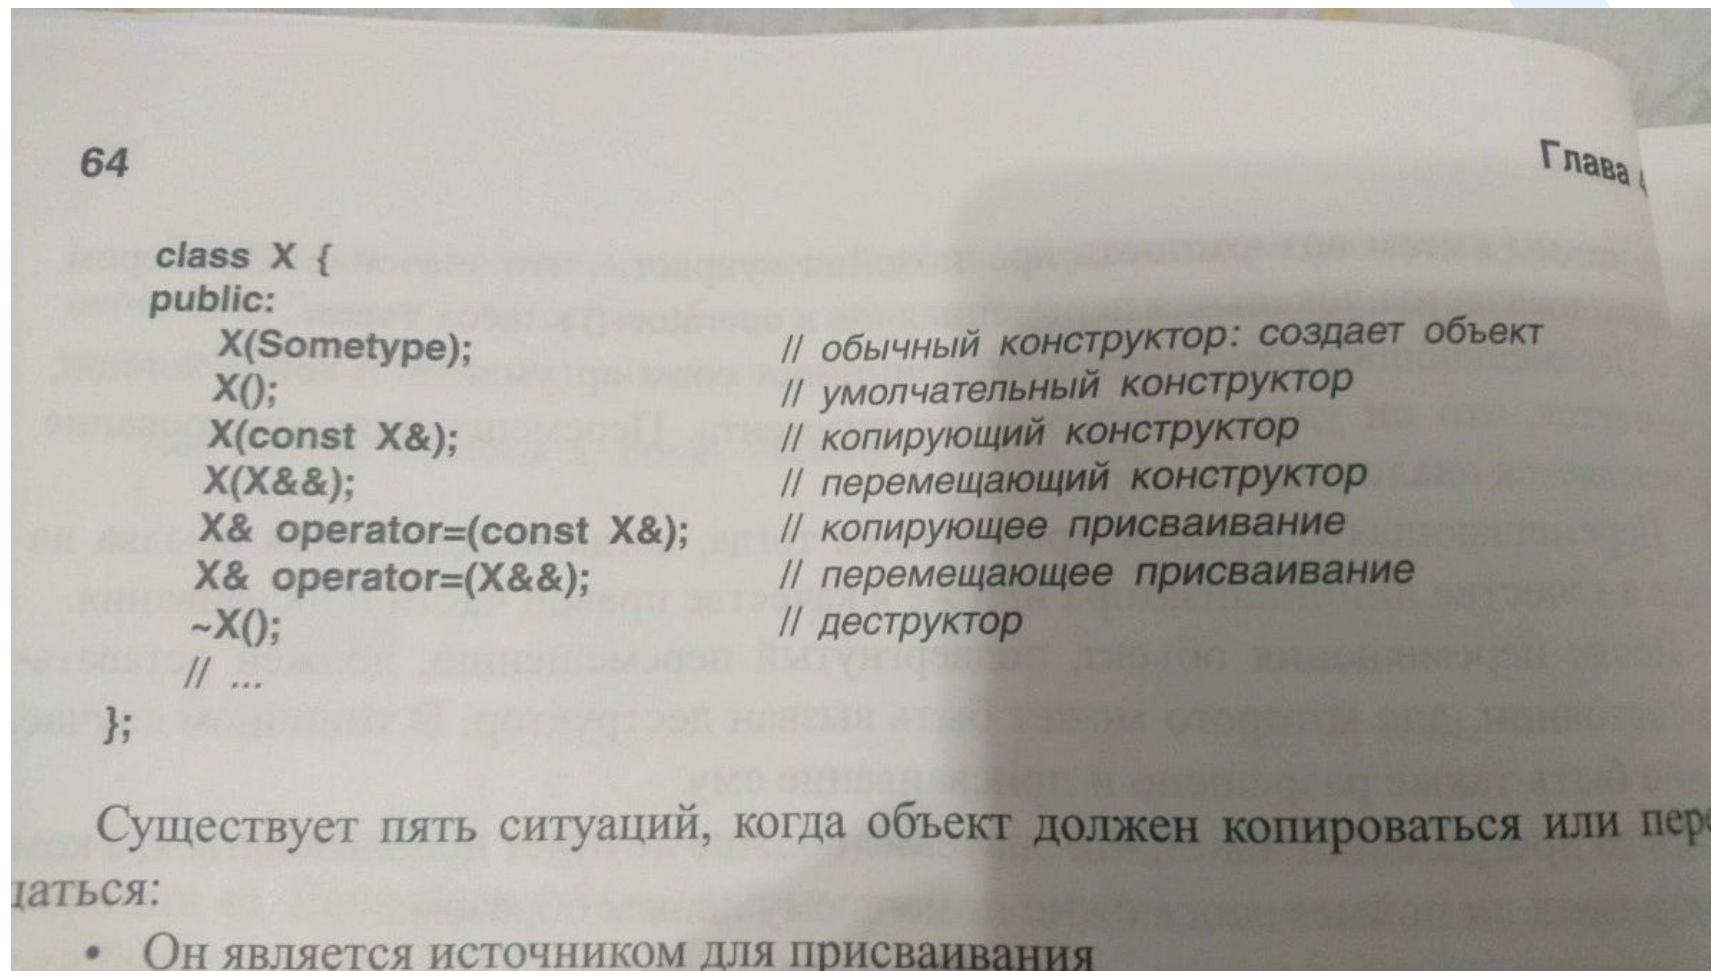 64
Глава
class X {
public:
X(Sometype); // обычный конструктор: создает объект
X(); // умолчательный конструктор
X(const X&); // копирующий конструктор
X(X&&); // перемещающий конструктор
X& operator=(const X&); // копирующее присваивание
X& operator=(X&&); // перемещающее присваивание
~X(); // деструктор
// ...
};
Существует пять ситуаций, когда объект должен копироваться или пере
щаться:
• Он является источником для присваивания